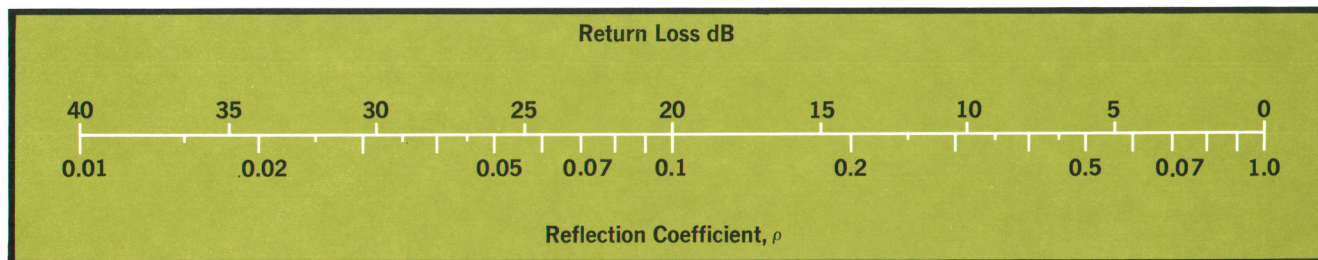 Return Loss dB
40 35 30 25 20 15 10 5 0
0.01 0.02 0.05 0.07 0.1 0.2 0.5 0.07 1.0
Reflection Coefficient, ρ